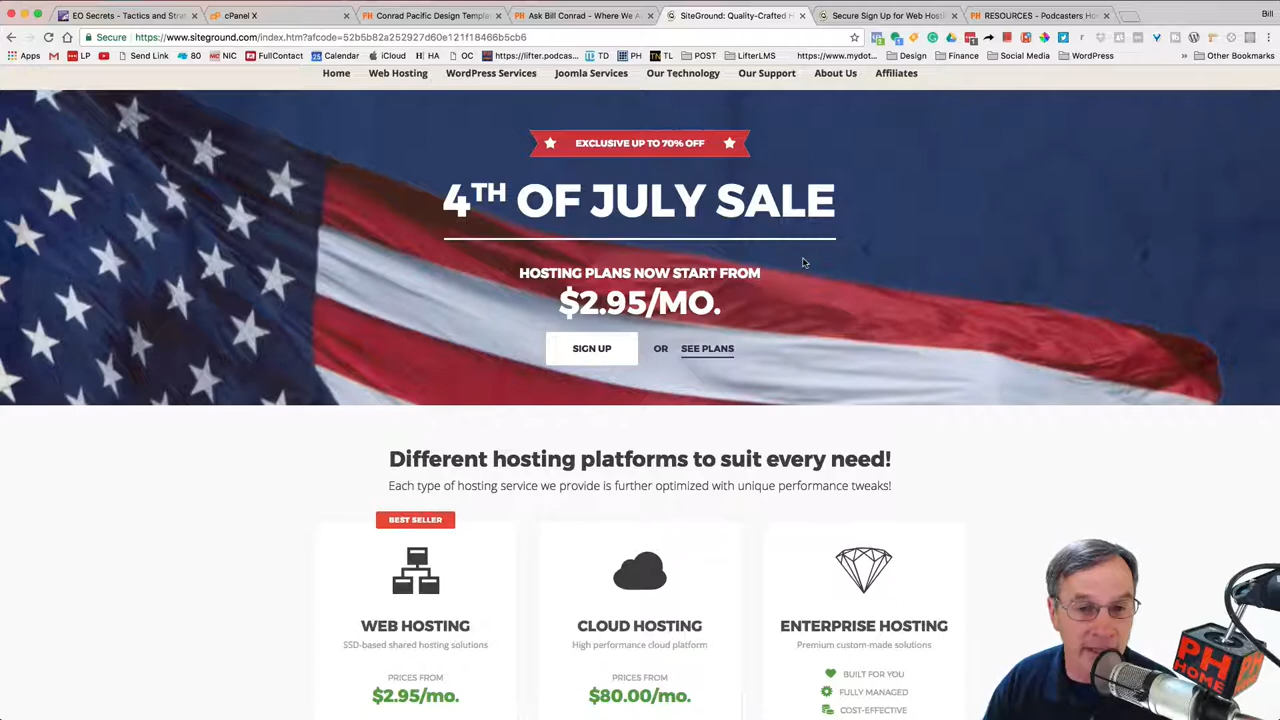 EO Secrets - Tactics and Strat
cPanel X
Conrad Pacific Design Templa
Ask Bill Conrad - Where We A
SiteGround: Quality-Crafted H
Secure Sign Up for Web Hosti
RESOURCES - Podcasters Ho
Bill
Secure https://www.siteground.com/index.htm?afcode=52b5b82a252927d60e121f18466b5cb6
Apps LP Send Link 80 FullContact Calendar MC NIC iCloud HA OC https://lifter.podcas... TD PH TL POST LifterLMS https://www.mydot... Design Finance Social Media WordPress Other Bookmarks
Home Web Hosting WordPress Services Joomla Services Our Technology Our Support About Us Affiliates
EXCLUSIVE UP TO 70% OFF
4TH OF JULY SALE
HOSTING PLANS NOW START FROM
$2.95/MO.
SIGN UP OR SEE PLANS
Different hosting platforms to suit every need!
Each type of hosting service we provide is further optimized with unique performance tweaks!
BEST SELLER
WEB HOSTING
SSD-based shared hosting solutions
PRICES FROM
$2.95/mo.
CLOUD HOSTING
High performance cloud platform
PRICES FROM
$80.00/mo.
ENTERPRISE HOSTING
Premium custom-made solutions
BUILT FOR YOU
FULLY MANAGED
COST-EFFECTIVE
PH
HOME